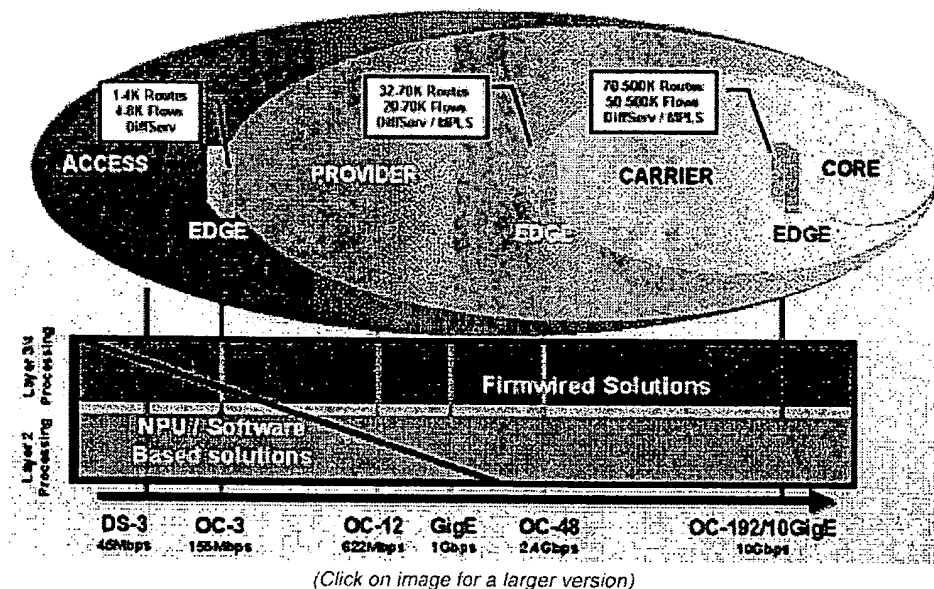 1-4K Routes
4-8K Flows
DiffServ
32-70K Routes
20-70K Flows
DiffServ / MPLS
70-500K Routes
50-500K Flows
DiffServ / MPLS
ACCESS
PROVIDER
CARRIER
CORE
EDGE
EDGE
EDGE
Layer 3/4
Processing
Firmwired Solutions
Layer 2
Processing
NPU / Software
Based solutions
DS-3
45Mbps
OC-3
155Mbps
OC-12
622Mbps
GigE
1Gbps
OC-48
2.4Gbps
OC-192/10GigE
10Gbps
(Click on image for a larger version)